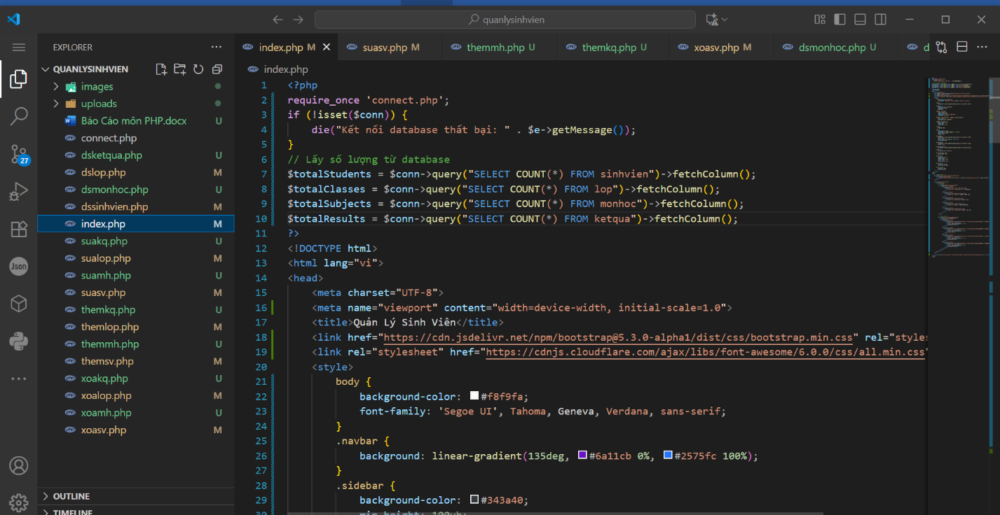 quanlysinhvien
EXPLORER
QUANLYSINHVIEN
images
uploads
Báo Cáo môn PHP.docx U
connect.php
dsketqua.php U
dslop.php M
dsmonhoc.php U
dssinhvien.php M
index.php M
suakq.php U
sualop.php M
suamh.php U
suasv.php M
themkq.php U
themlop.php M
themmh.php U
themsv.php M
xoakq.php U
xoalop.php M
xoamh.php U
xoasv.php M
OUTLINE
TIMELINE
27
Json
index.php M
suasv.php M
themmh.php U
themkq.php U
xoasv.php M
dsmonhoc.php U
d
index.php
1 <?php
2 require_once 'connect.php';
3 if (!isset($conn)) {
4 die("Kết nối database thất bại: " . $e->getMessage());
5 }
6 // Lấy số lượng từ database
7 $totalStudents = $conn->query("SELECT COUNT(*) FROM sinhvien")->fetchColumn();
8 $totalClasses = $conn->query("SELECT COUNT(*) FROM lop")->fetchColumn();
9 $totalSubjects = $conn->query("SELECT COUNT(*) FROM monhoc")->fetchColumn();
10 $totalResults = $conn->query("SELECT COUNT(*) FROM ketqua")->fetchColumn();
11 ?>
12 <!DOCTYPE html>
13 <html lang="vi">
14 <head>
15 <meta charset="UTF-8">
16 <meta name="viewport" content="width=device-width, initial-scale=1.0">
17 <title>Quản Lý Sinh Viên</title>
18 <link href="https://cdn.jsdelivr.net/npm/bootstrap@5.3.0-alpha1/dist/css/bootstrap.min.css" rel="styles
19 <link rel="stylesheet" href="https://cdnjs.cloudflare.com/ajax/libs/font-awesome/6.0.0/css/all.min.css"
20 <style>
21 body {
22 background-color: #f8f9fa;
23 font-family: 'Segoe UI', Tahoma, Geneva, Verdana, sans-serif;
24 }
25 .navbar {
26 background: linear-gradient(135deg, #6a11cb 0%, #2575fc 100%);
27 }
28 .sidebar {
29 background-color: #343a40;
30 min-height: 100vh;